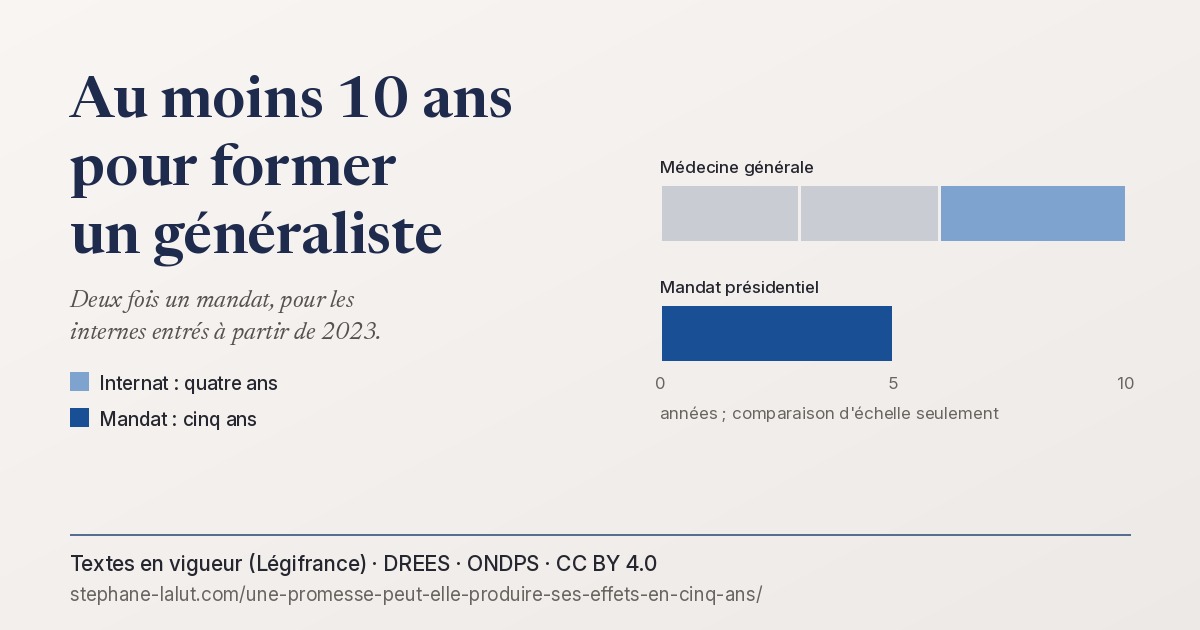 Au moins 10 ans
pour former
un généraliste
Deux fois un mandat, pour les
internes entrés à partir de 2023.
Internat : quatre ans
Mandat : cinq ans
Médecine générale
Mandat présidentiel
0 5 10
années ; comparaison d'échelle seulement
Textes en vigueur (Légifrance) · DREES · ONDPS · CC BY 4.0
stephane-lalut.com/une-promesse-peut-elle-produire-ses-effets-en-cinq-ans/